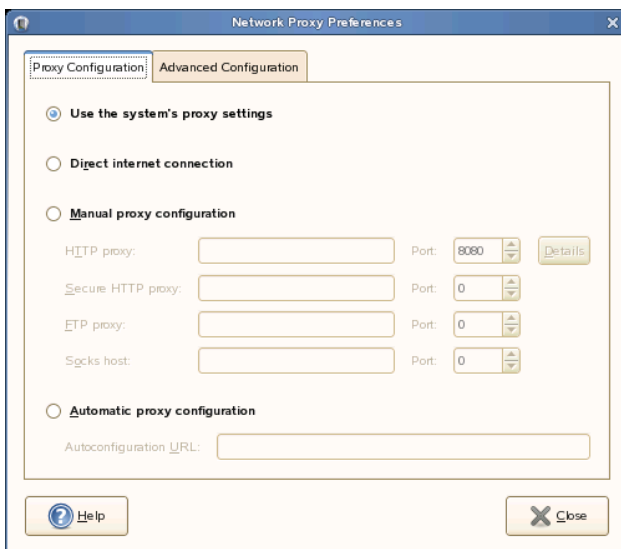 Network Proxy Preferences
Proxy Configuration Advanced Configuration
Use the system's proxy settings
Direct internet connection
Manual proxy configuration
HTTP proxy: Port: 8080 Details
Secure HTTP proxy: Port: 0
FTP proxy: Port: 0
Socks host: Port: 0
Automatic proxy configuration
Autoconfiguration URL:
Help Close